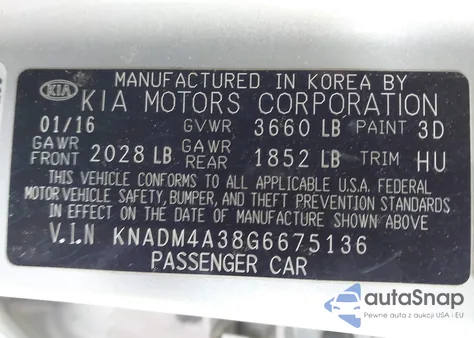 MANUFACTURED IN KOREA BY
KIA KIA MOTORS CORPORATION
01/16 GVWR 3660 LB PAINT 3D
GAWR FRONT 2028 LB GAWR REAR 1852 LB TRIM HU
THIS VEHICLE CONFORMS TO ALL APPLICABLE U.S.A. FEDERAL
MOTOR VEHICLE SAFETY, BUMPER, AND THEFT PREVENTION STANDARDS
IN EFFECT ON THE DATE OF MANUFACTURE SHOWN ABOVE.
V.I.N KNADM4A38G6675136
PASSENGER CAR
autoSnap
Pewne auta z aukcji USA i EU